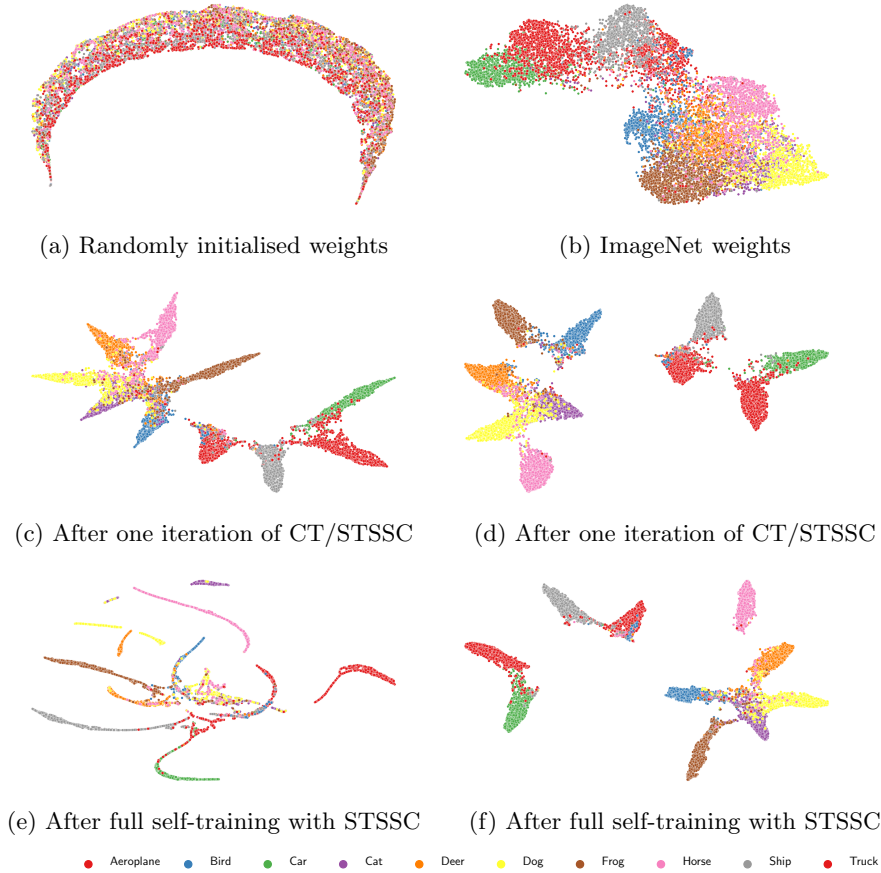 (a) Randomly initialised weights
(b) ImageNet weights
(c) After one iteration of CT/STSSC
(d) After one iteration of CT/STSSC
(e) After full self-training with STSSC
(f) After full self-training with STSSC
Aeroplane Bird Car Cat Deer Dog Frog Horse Ship Truck